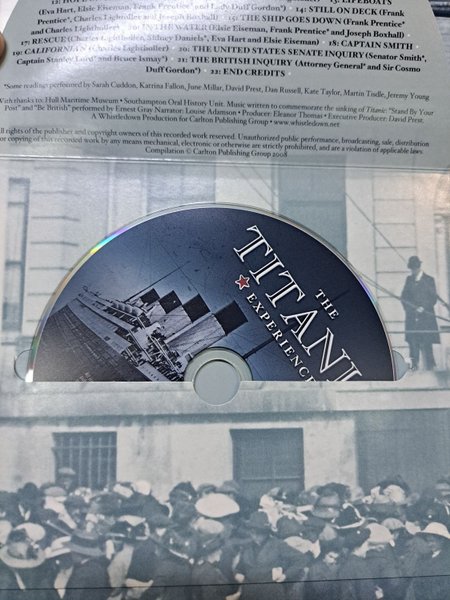 (Eva Hart, Elsie Eiseman, Frank Prentice* and Lady Duff Gordon*) • 14: STILL ON DECK (Frank
Prentice*, Charles Lightoller and Joseph Boxhall) • 15: THE SHIP GOES DOWN (Frank Prentice*
and Charles Lightholler) IN THE WATER (Elsie Eiseman, Frank Prentice* and Joseph Boxhall)
17: RESCUE (Charles Lightholler, Sibway Daniels*, Eva Hart and Elsie Eiseman) • 18: CAPTAIN SMITH
19: CALIFORNIAN (Charles Lightholler) • 20: THE UNITED STATES SENATE INQUIRY (Senator Smith*,
Captain Stanley Lord* and Bruce Ismay*) • 21: THE BRITISH INQUIRY (Attorney General* and Sir Cosmo
Duff Gordon*) • 22: END CREDITS
*Some readings performed by Sarah Cuddon, Katrina Fallon, June Millar, David Prest, Dan Russell, Kate Taylor, Martin Tisdle, Jeremy Young
With thanks to: Hull Maritime Museum • Southampton Oral History Unit. Music written to commemorate the sinking of Titanic: "Stand By Your
Post" and "Be British" performed by Ernest Gray Narrator: Louise Adamson • Producer: Eleanor Thomas • Executive Producer: David Prest.
A Whistledown Production for Carlton Publishing Group • www.whistledown.net
All rights of the publisher and copyright owners of this recorded work reserved. Unauthorized public performance, broadcasting, sale, distribution
or copying of this recorded work by any means mechanical, electronic or otherwise are strictly prohibited, and are a violation of applicable laws.
Compilation © Carlton Publishing Group 2008
THE
TITANI
EXPERIENCE